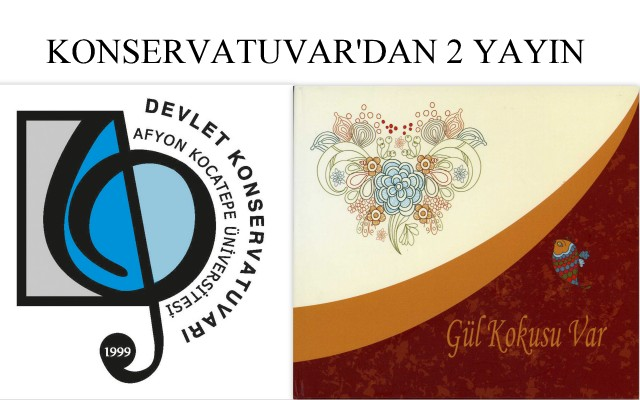 KONSERVATUVAR'DAN 2 YAYIN
DEVLET KONSERVATUVARI
AFYON KOCATEPE ÜNİVERSİTESİ
1999
Gül Kokusu Var